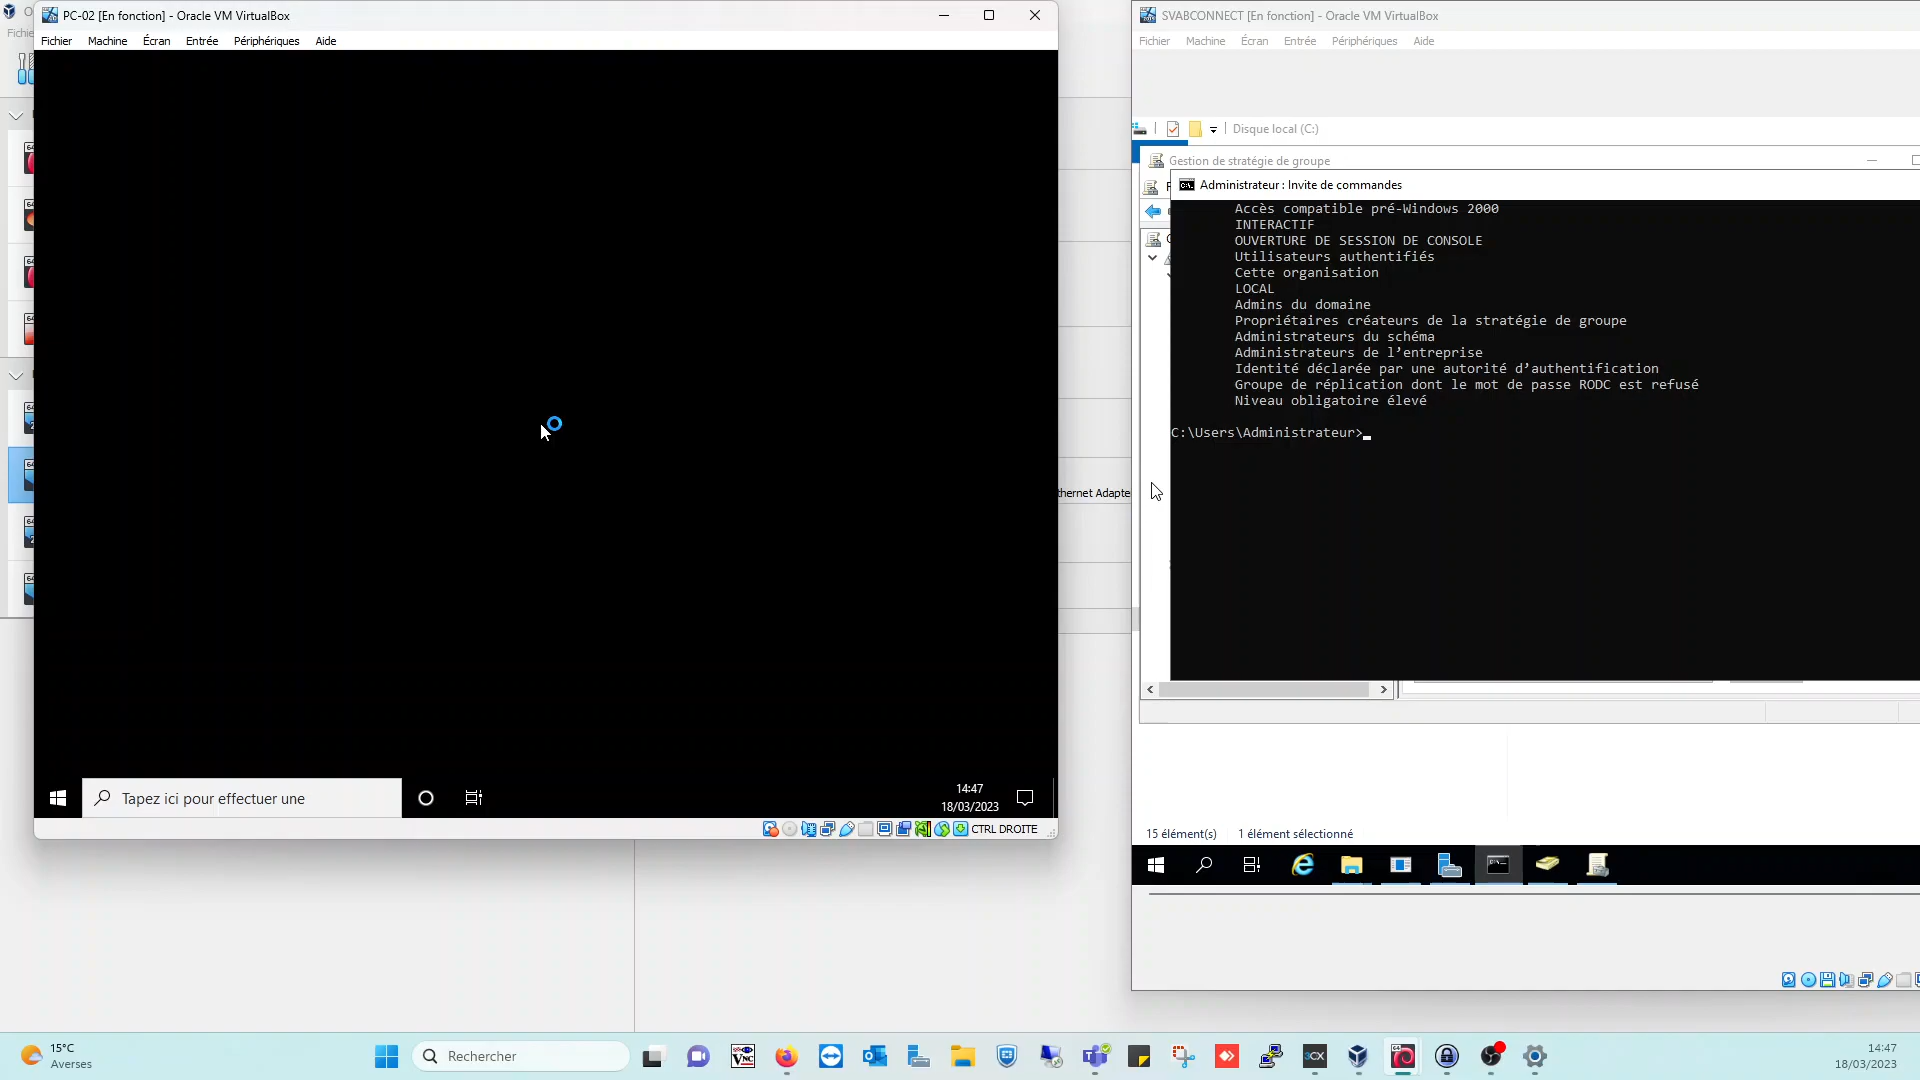 PC-02 [En fonction] - Oracle VM VirtualBox
Fichier Machine Écran Entrée Périphériques Aide
Tapez ici pour effectuer une
14:47
18/03/2023
CTRL DROITE
thernet Adapte
SVABCONNECT [En fonction] - Oracle VM VirtualBox
Fichier Machine Écran Entrée Périphériques Aide
Disque local (C:)
Gestion de stratégie de groupe
Administrateur : Invite de commandes
Accès compatible pré-Windows 2000
INTERACTIF
OUVERTURE DE SESSION DE CONSOLE
Utilisateurs authentifiés
Cette organisation
LOCAL
Admins du domaine
Propriétaires créateurs de la stratégie de groupe
Administrateurs du schéma
Administrateurs de l’entreprise
Identité déclarée par une autorité d’authentification
Groupe de réplication dont le mot de passe RODC est refusé
Niveau obligatoire élevé
C:\Users\Administrateur>
15 élément(s) 1 élément sélectionné
15°C
Averses
Rechercher
14:47
18/03/2023